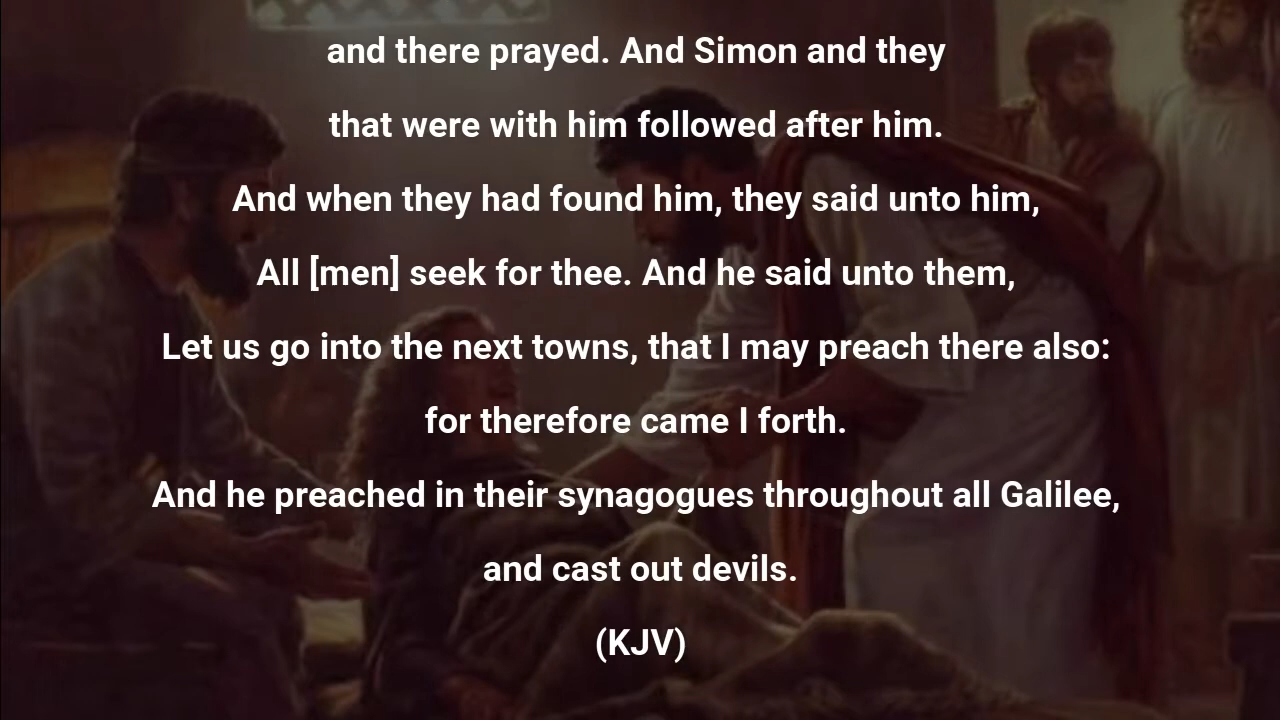 and there prayed. And Simon and they
that were with him followed after him.
And when they had found him, they said unto him,
All [men] seek for thee. And he said unto them,
Let us go into the next towns, that I may preach there also:
for therefore came I forth.
And he preached in their synagogues throughout all Galilee,
and cast out devils.
(KJV)